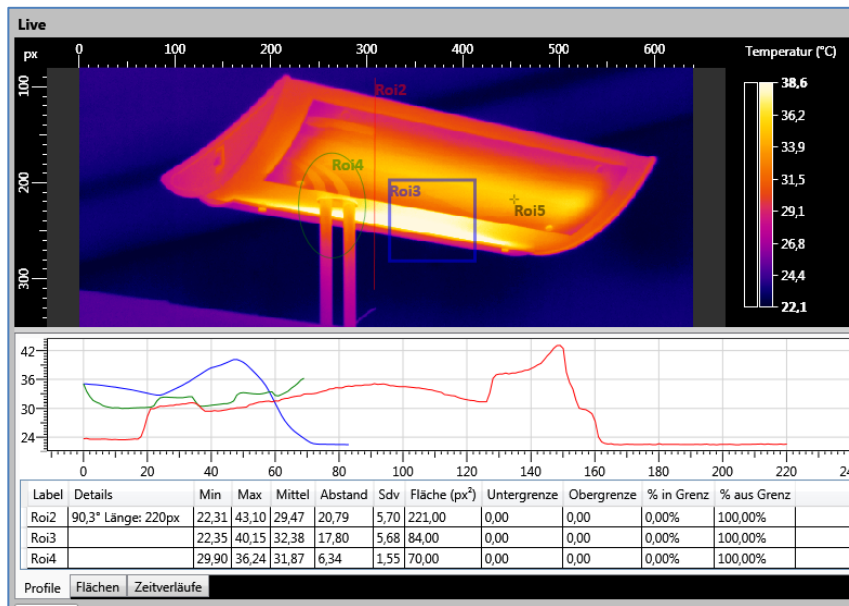 Live
px 0 100 200 300 400 500 600 Temperatur (°C)
100
200
300
Roi2
Roi4
Roi3
Roi5
38,6
36,2
33,9
31,5
29,1
26,8
24,4
22,1
42
36
30
24
0 20 40 60 80 100 120 140 160 180 200 220 24
Label Details Min Max Mittel Abstand Sdv Fläche (px²) Untergrenze Obergrenze % in Grenz % aus Grenz
Roi2 90,3° Länge: 220px 22,31 43,10 29,47 20,79 5,70 221,00 0,00 0,00 0,00% 100,00%
Roi3 22,35 40,15 32,38 17,80 5,68 84,00 0,00 0,00 0,00% 100,00%
Roi4 29,90 36,24 31,87 6,34 1,55 70,00 0,00 0,00 0,00% 100,00%
Profile Flächen Zeitverläufe